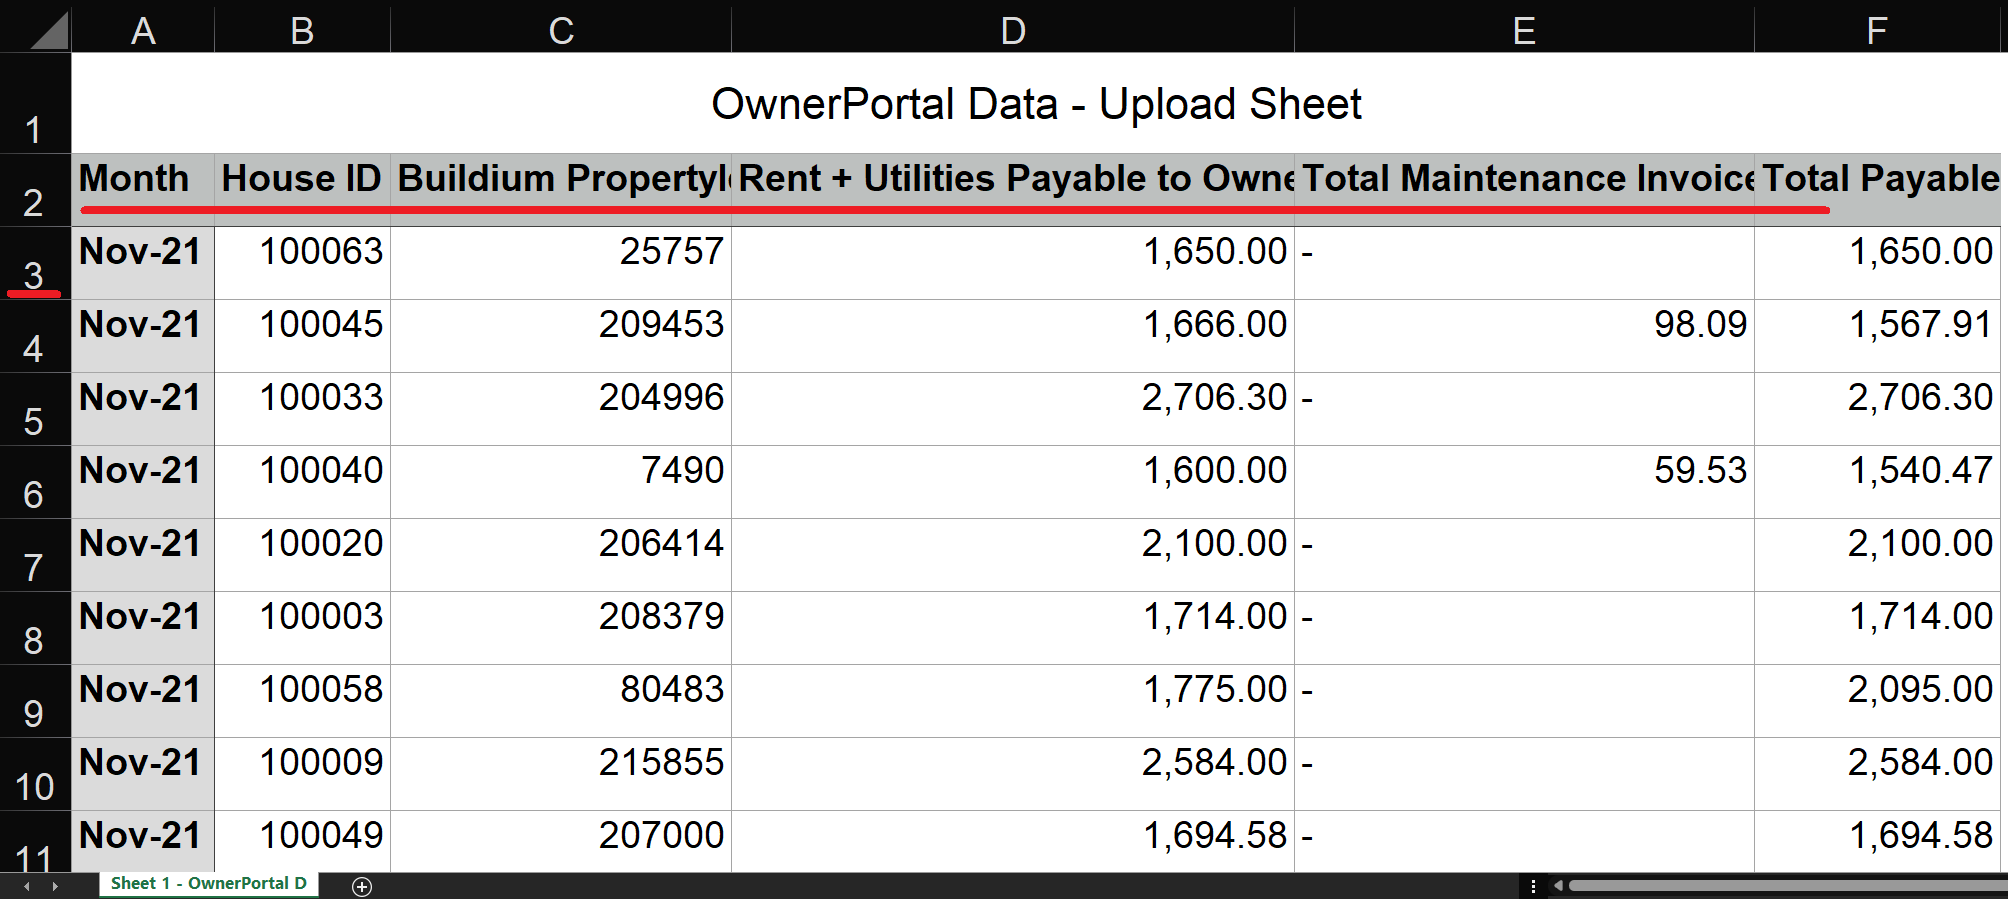 A B C D E F
1 OwnerPortal Data - Upload Sheet
2 Month House ID Buildium PropertyI Rent + Utilities Payable to Owne Total Maintenance Invoice Total Payable
3 Nov-21 100063 25757 1,650.00 - 1,650.00
4 Nov-21 100045 209453 1,666.00 98.09 1,567.91
5 Nov-21 100033 204996 2,706.30 - 2,706.30
6 Nov-21 100040 7490 1,600.00 59.53 1,540.47
7 Nov-21 100020 206414 2,100.00 - 2,100.00
8 Nov-21 100003 208379 1,714.00 - 1,714.00
9 Nov-21 100058 80483 1,775.00 - 2,095.00
10 Nov-21 100009 215855 2,584.00 - 2,584.00
11 Nov-21 100049 207000 1,694.58 - 1,694.58
Sheet 1 - OwnerPortal D